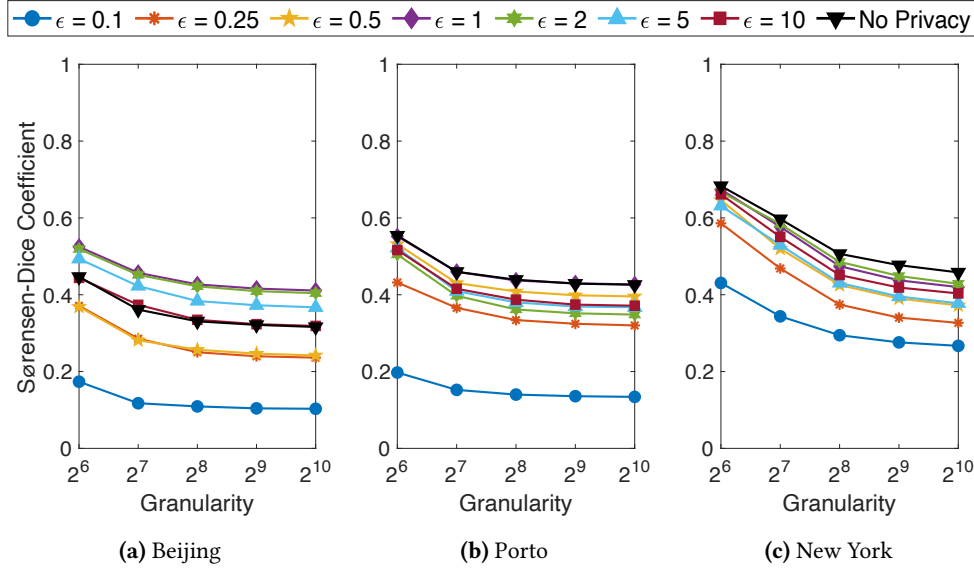 ϵ = 0.1 ϵ = 0.25 ϵ = 0.5 ϵ = 1 ϵ = 2 ϵ = 5 ϵ = 10 No Privacy
Sørensen-Dice Coefficient
1
0.8
0.6
0.4
0.2
0
2^6 2^7 2^8 2^9 2^10
Granularity
(a) Beijing
1
0.8
0.6
0.4
0.2
0
2^6 2^7 2^8 2^9 2^10
Granularity
(b) Porto
1
0.8
0.6
0.4
0.2
0
2^6 2^7 2^8 2^9 2^10
Granularity
(c) New York